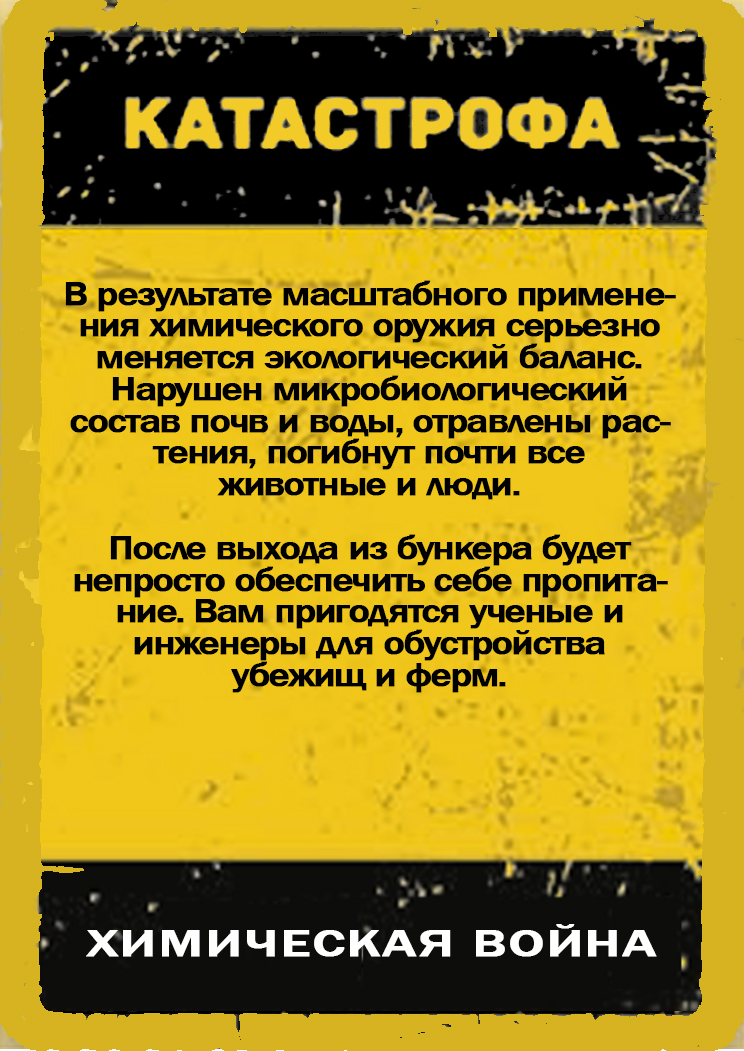 КАТАСТРОФА
В результате масштабного примене-
ния химического оружия серьезно
меняется экологический баланс.
Нарушен микробиологический
состав почв и воды, отравлены рас-
тения, погибнут почти все
животные и люди.
После выхода из бункера будет
непросто обеспечить себе пропита-
ние. Вам пригодятся ученые и
инженеры для обустройства
убежищ и ферм.
ХИМИЧЕСКАЯ ВОЙНА